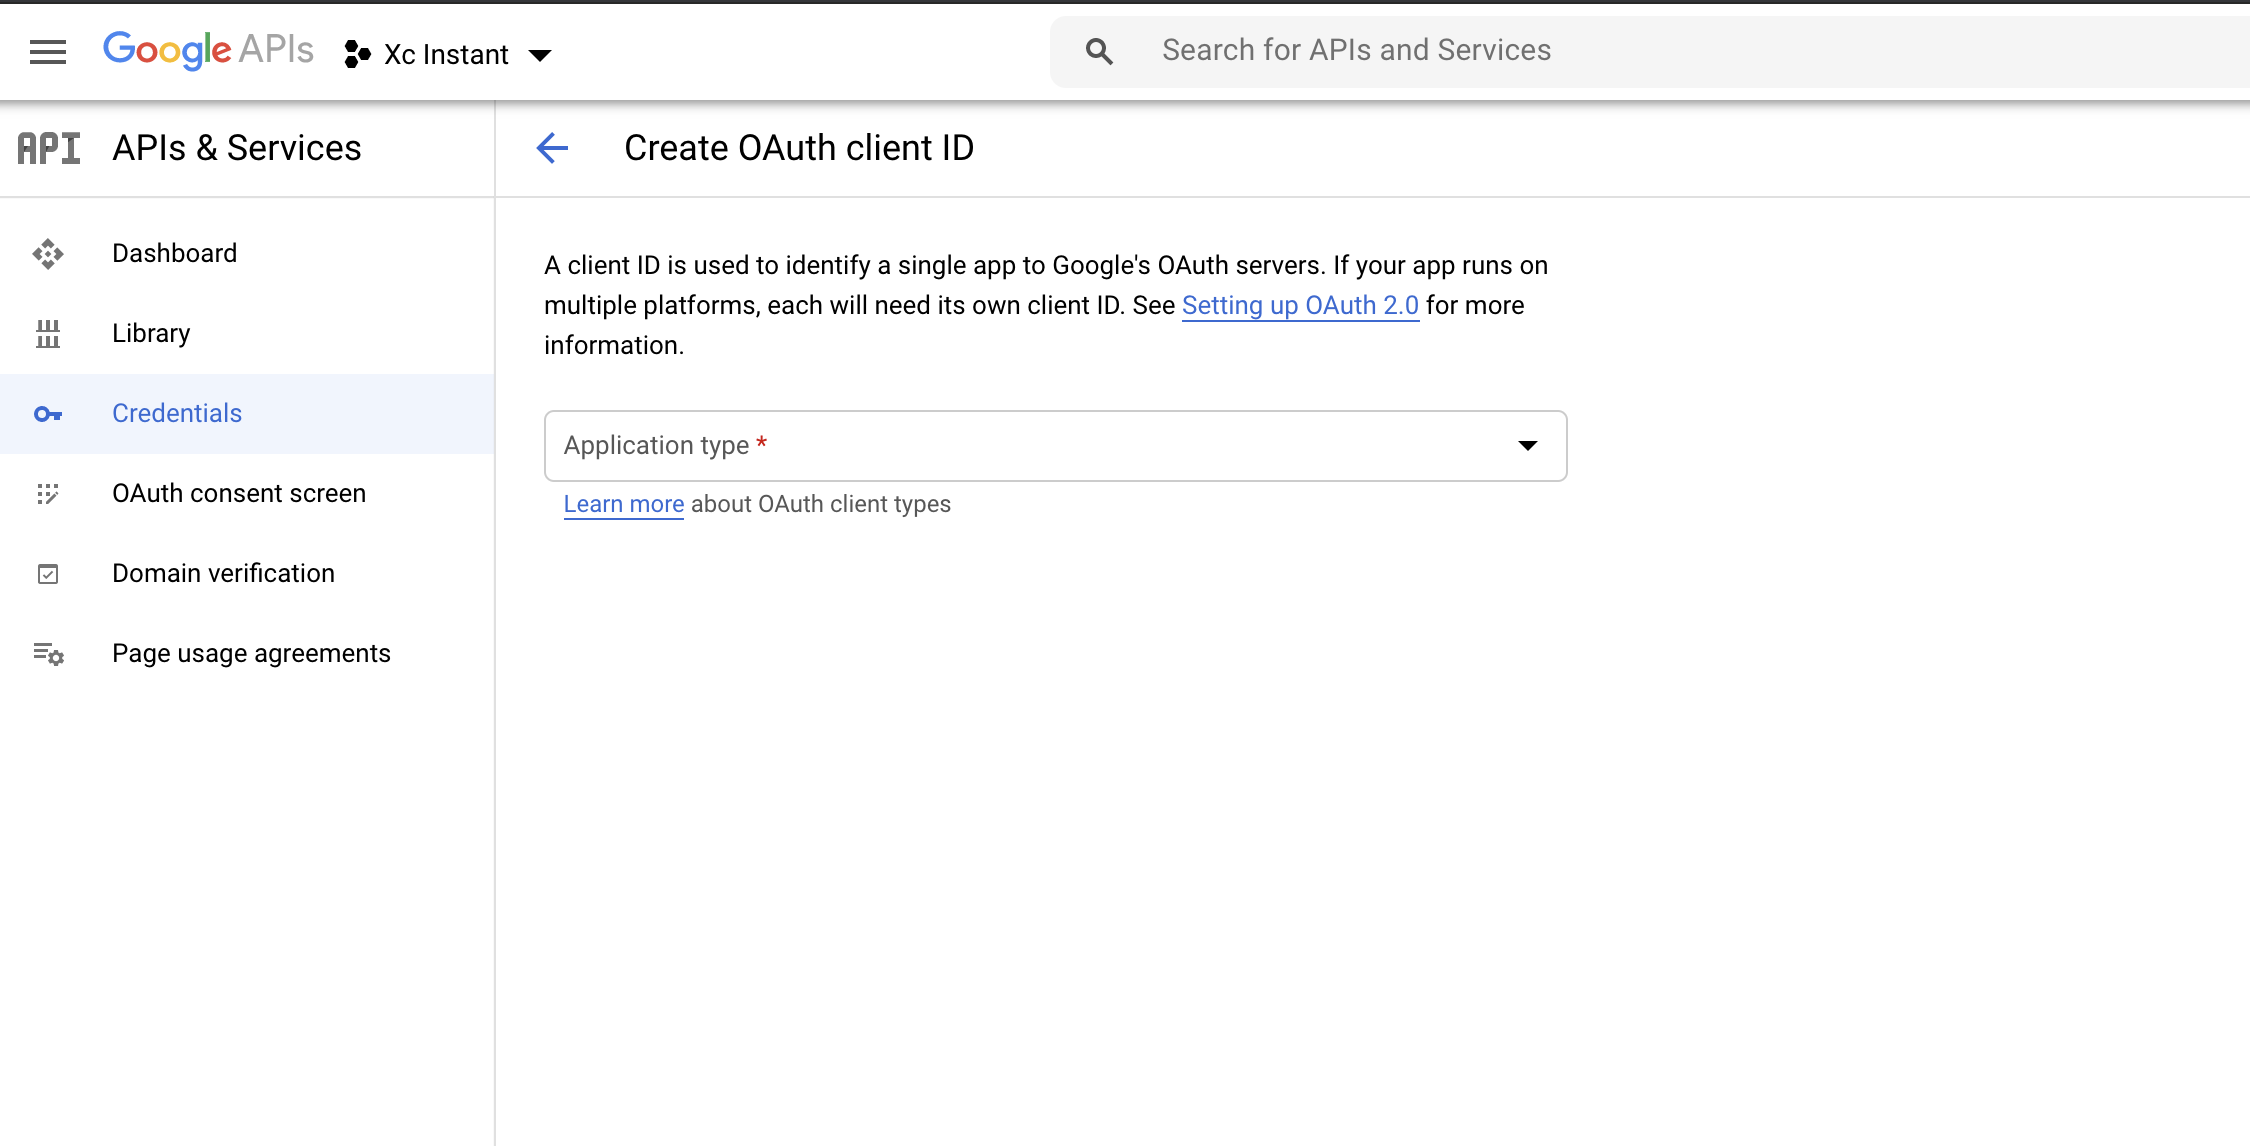 Google APIs
Xc Instant
Search for APIs and Services
API
APIs & Services
Create OAuth client ID
Dashboard
Library
Credentials
OAuth consent screen
Domain verification
Page usage agreements
A client ID is used to identify a single app to Google's OAuth servers. If your app runs on
multiple platforms, each will need its own client ID. See Setting up OAuth 2.0 for more
information.
Application type *
Learn more about OAuth client types